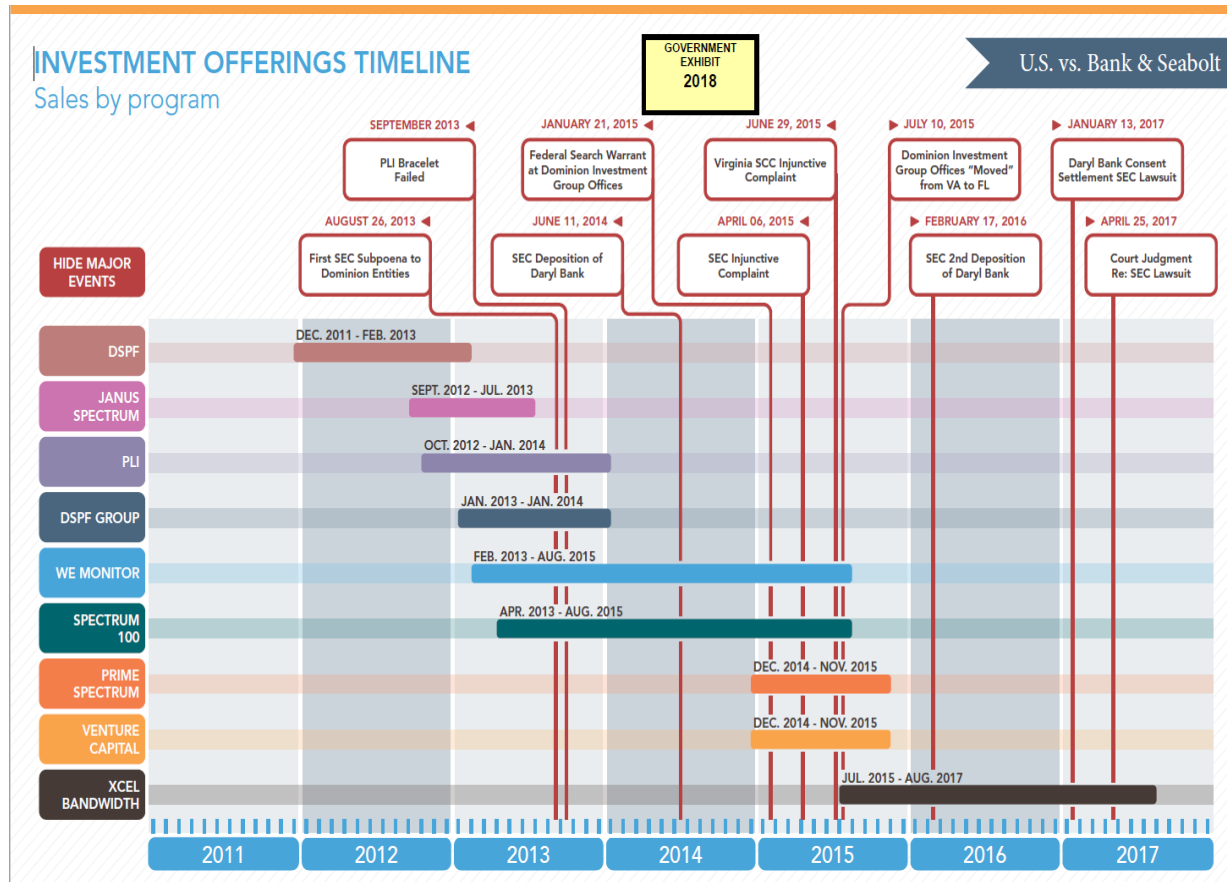 INVESTMENT OFFERINGS TIMELINE
Sales by program
GOVERNMENT
EXHIBIT
2018
U.S. vs. Bank & Seabolt
SEPTEMBER 2013
PLI Bracelet
Failed
JANUARY 21, 2015
Federal Search Warrant
at Dominion Investment
Group Offices
JUNE 29, 2015
Virginia SCC Injunctive
Complaint
JULY 10, 2015
Dominion Investment
Group Offices “Moved”
from VA to FL
JANUARY 13, 2017
Daryl Bank Consent
Settlement SEC Lawsuit
AUGUST 26, 2013
First SEC Subpoena to
Dominion Entities
JUNE 11, 2014
SEC Deposition of
Daryl Bank
APRIL 06, 2015
SEC Injunctive
Complaint
FEBRUARY 17, 2016
SEC 2nd Deposition
of Daryl Bank
APRIL 25, 2017
Court Judgment
Re: SEC Lawsuit
HIDE MAJOR
EVENTS
DSPF
DEC. 2011 - FEB. 2013
JANUS
SPECTRUM
SEPT. 2012 - JUL. 2013
PLI
OCT. 2012 - JAN. 2014
DSPF GROUP
JAN. 2013 - JAN. 2014
WE MONITOR
FEB. 2013 - AUG. 2015
SPECTRUM
100
APR. 2013 - AUG. 2015
PRIME
SPECTRUM
DEC. 2014 - NOV. 2015
VENTURE
CAPITAL
DEC. 2014 - NOV. 2015
XCEL
BANDWIDTH
JUL. 2015 - AUG. 2017
2011 2012 2013 2014 2015 2016 2017